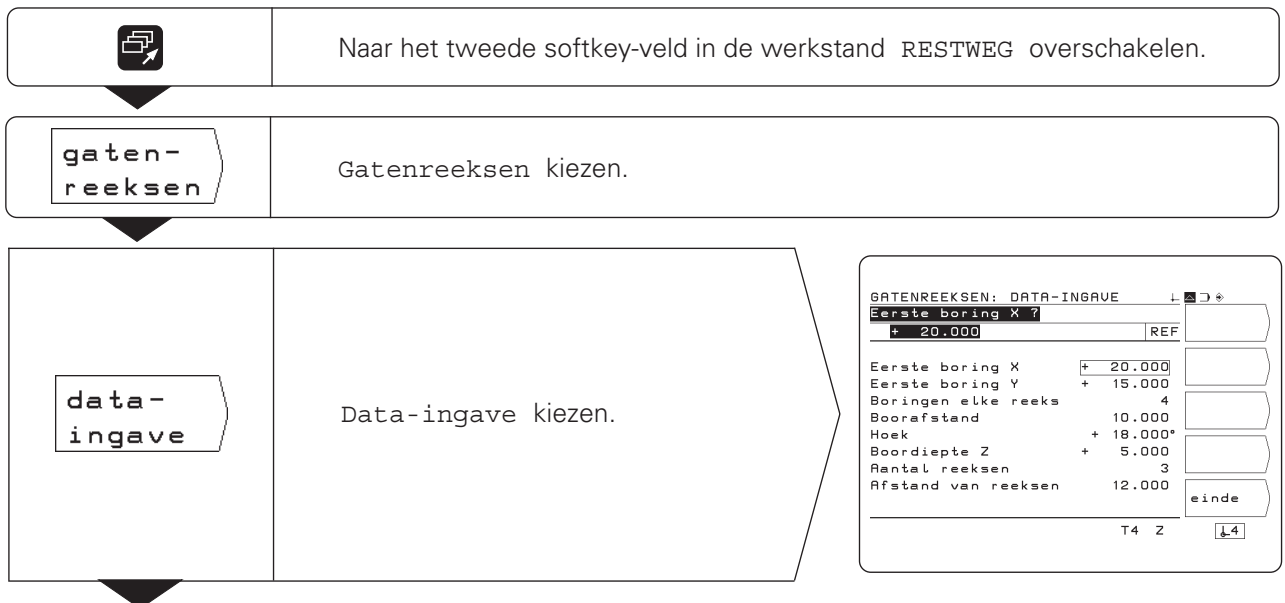 Naar het tweede softkey-veld in de werkstand RESTWEG overschakelen.
gaten-
reeksen
Gatenreeksen kiezen.
data-
ingave
Data-ingave kiezen.
GATENREEKSEN: DATA-INGAVE
Eerste boring X ?
+ 20.000 REF
Eerste boring X + 20.000
Eerste boring Y + 15.000
Boringen elke reeks 4
Boorafstand 10.000
Hoek + 18.000°
Boordiepte Z + 5.000
Aantal reeksen 3
Afstand van reeksen 12.000
einde
T4 Z 4